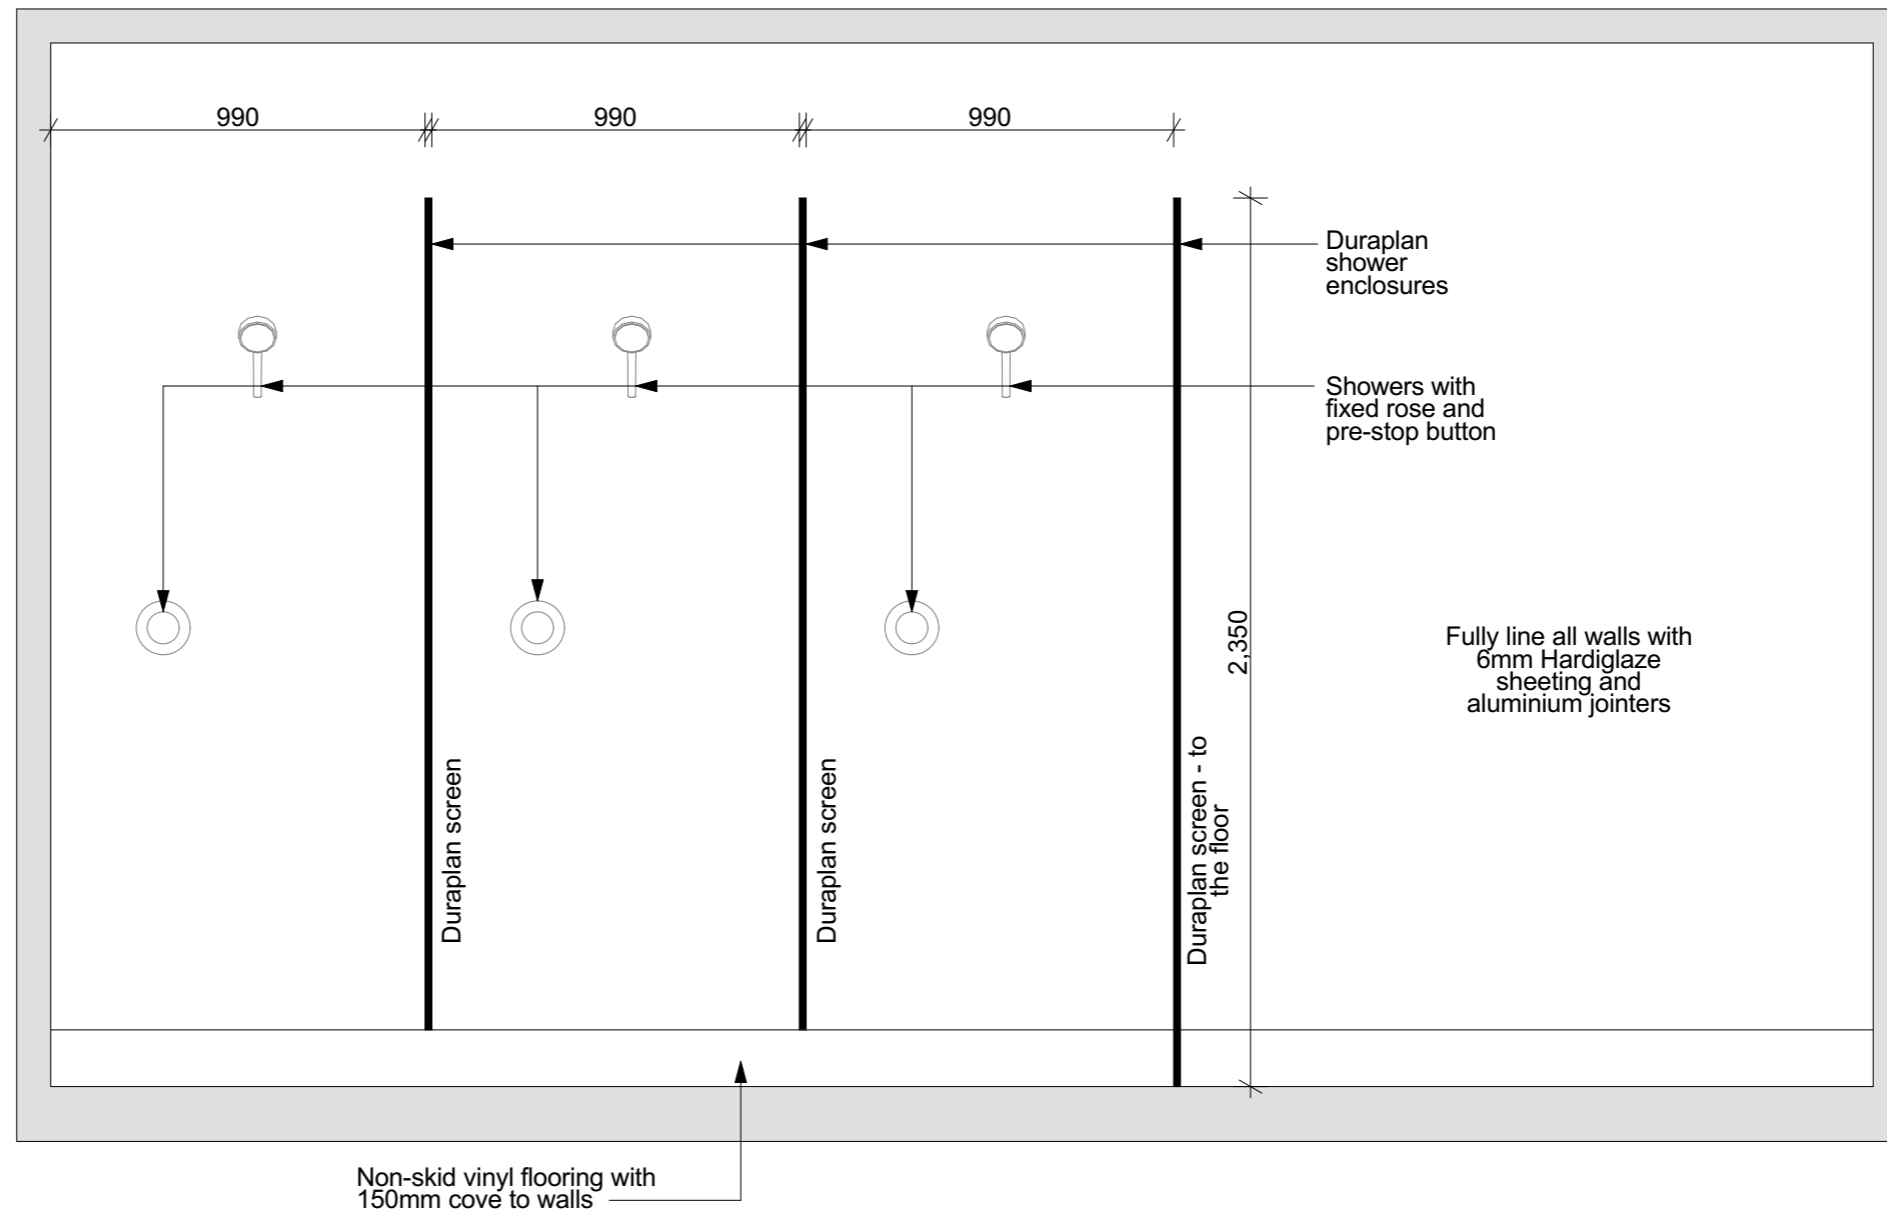 990
990
990
Duraplan
shower
enclosures
Showers with
fixed rose and
pre-stop button
2,350
Fully line all walls with
6mm Hardiglaze
sheeting and
aluminium jointers
Duraplan screen
Duraplan screen
Duraplan screen - to
the floor
Non-skid vinyl flooring with
150mm cove to walls